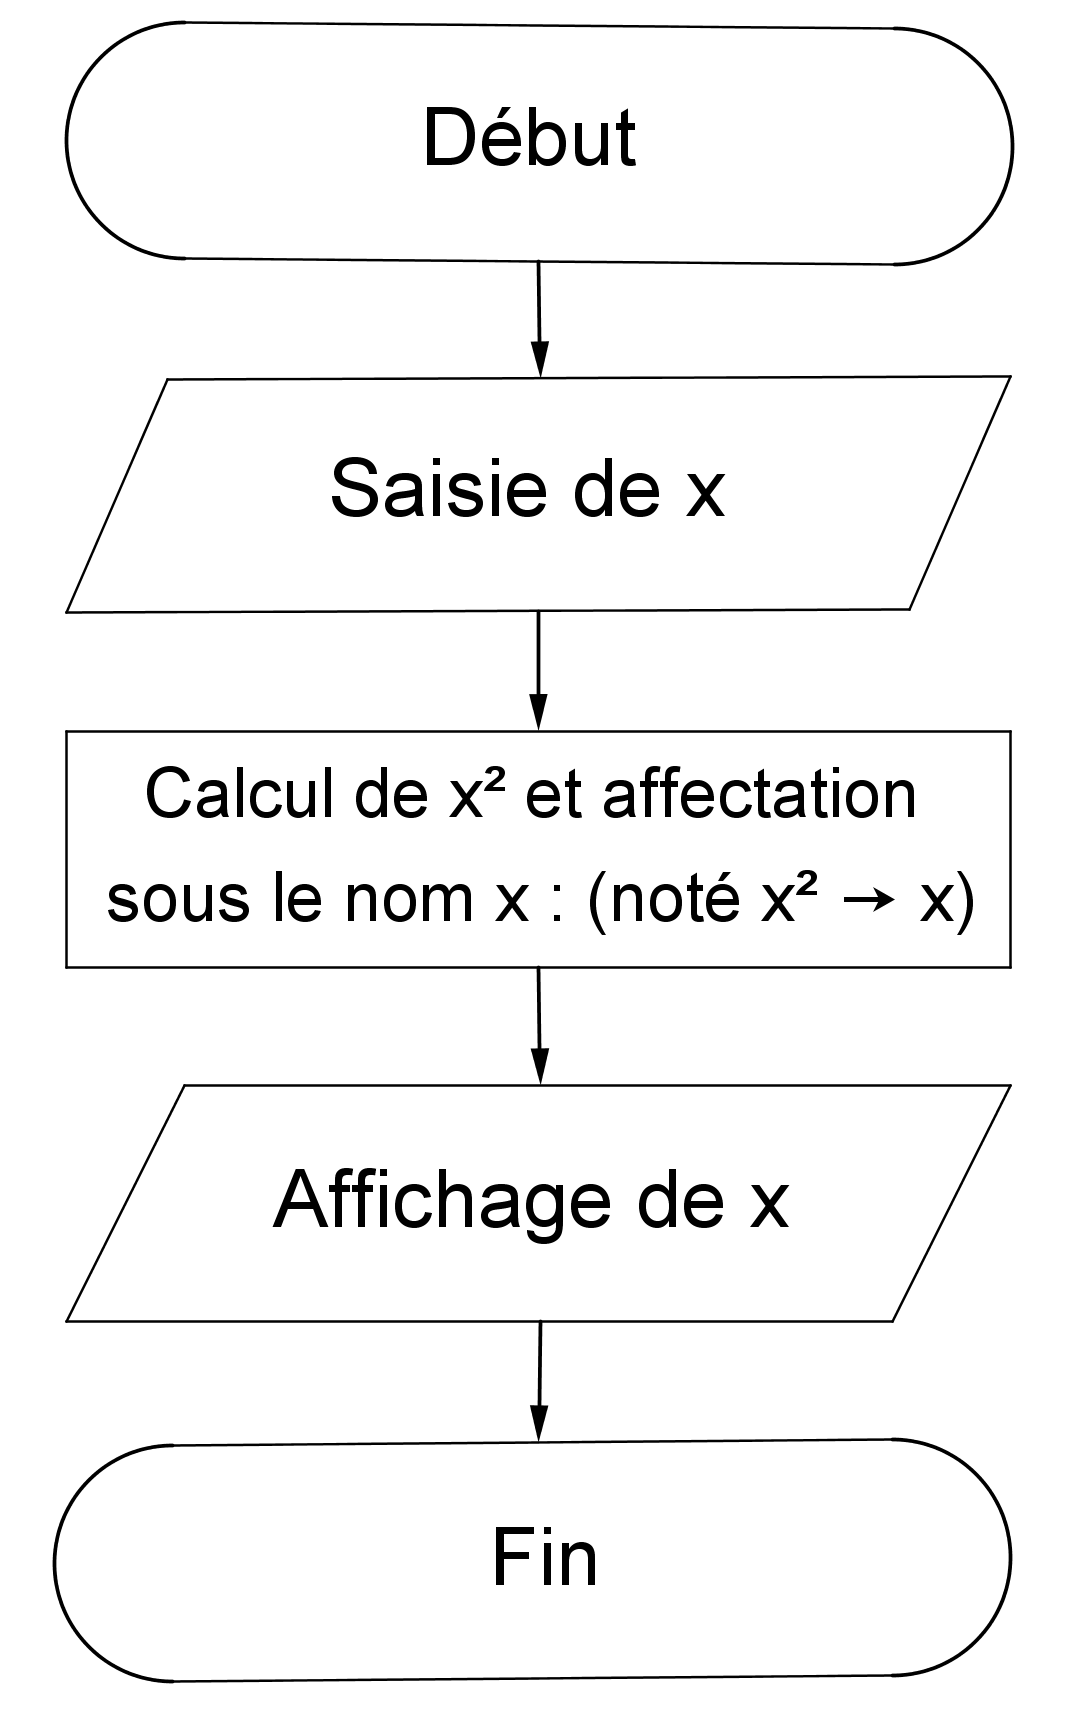 Début
Saisie de x
Calcul de x² et affectation
sous le nom x : (noté x² → x)
Affichage de x
Fin